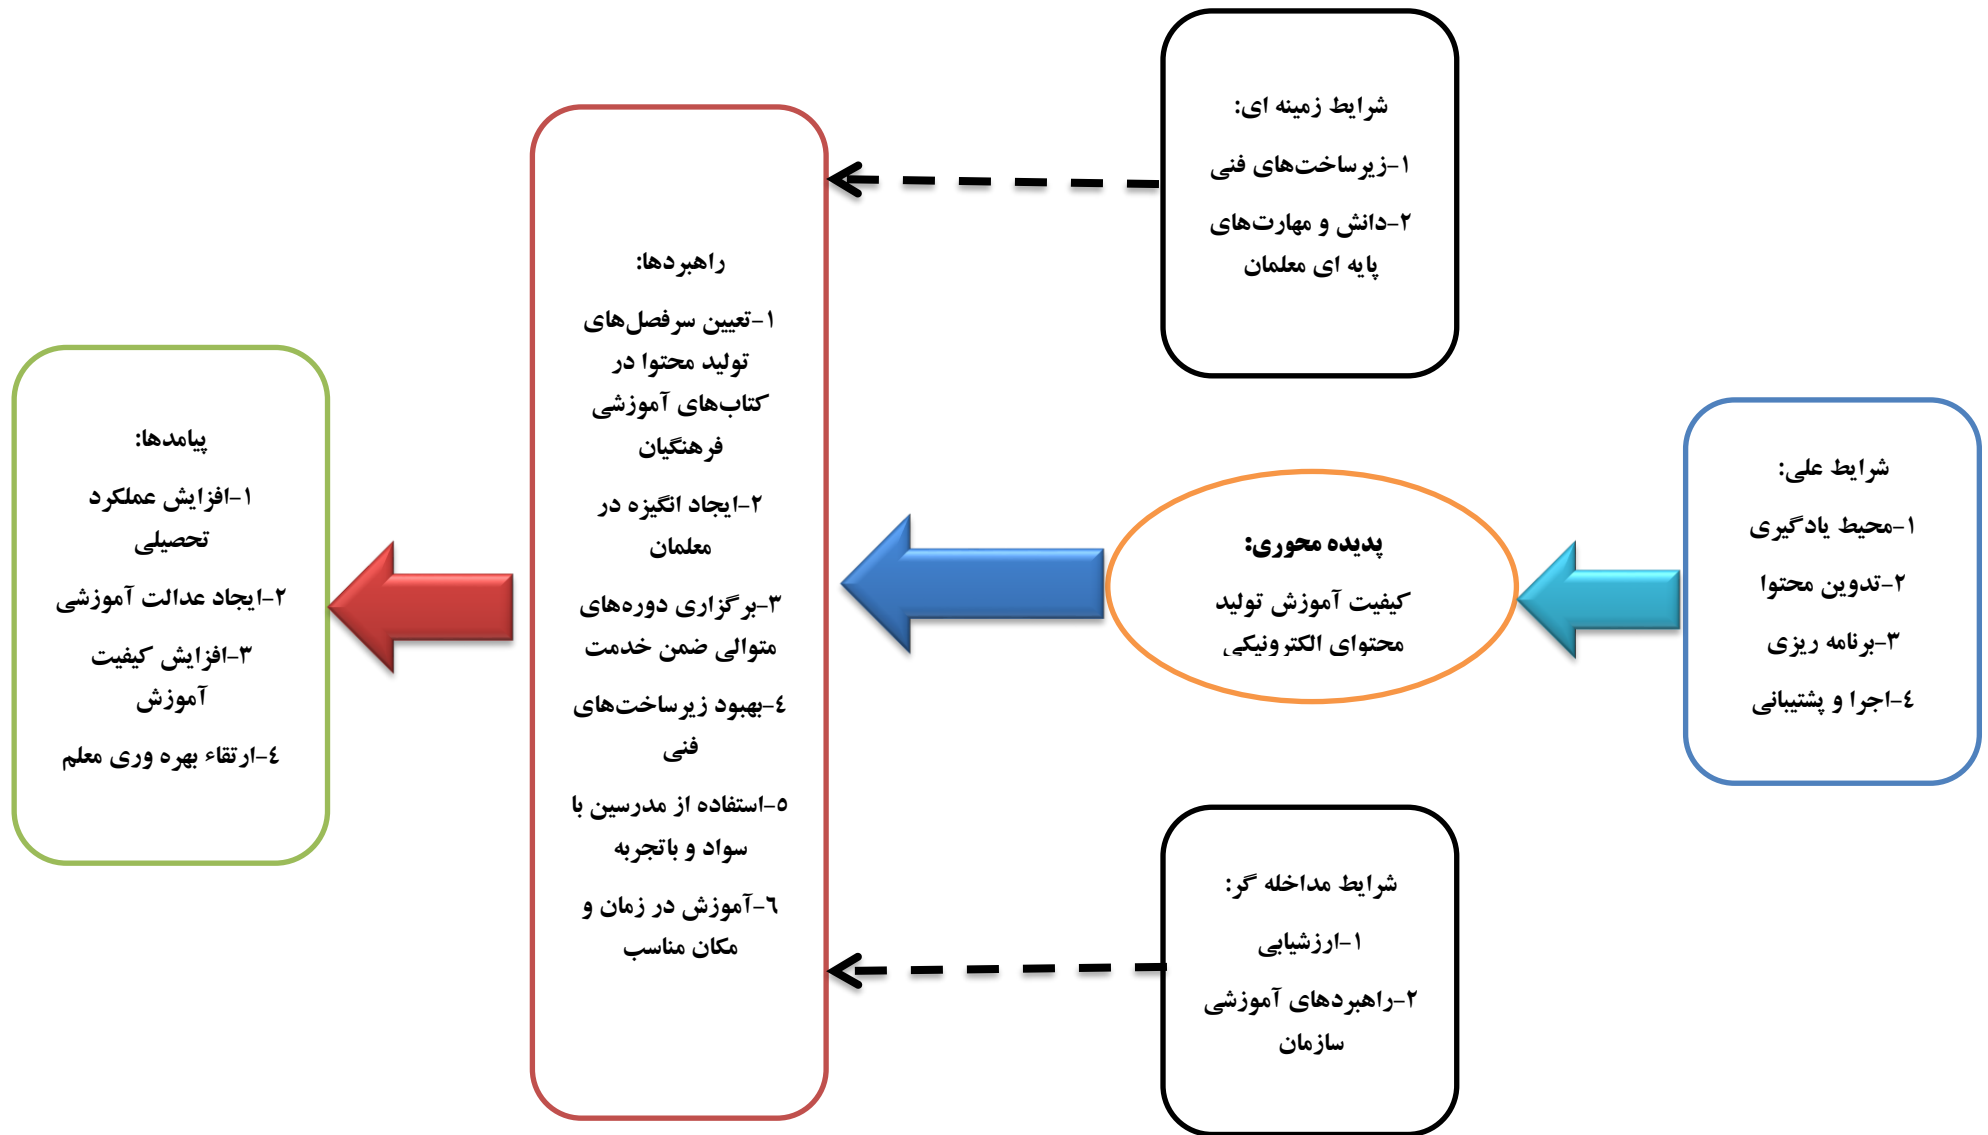 شرایط زمینه ای:
۱-زیرساخت‌های فنی
۲-دانش و مهارت‌های
پایه ای معلمان
شرایط علی:
۱-محیط یادگیری
۲-تدوین محتوا
۳-برنامه ریزی
٤-اجرا و پشتیبانی
پدیده محوری:
کیفیت آموزش تولید
محتوای الکترونیکی
شرایط مداخله گر:
۱-ارزشیابی
۲-راهبردهای آموزشی
سازمان
راهبردها:
۱-تعیین سرفصل‌های
تولید محتوا در
کتاب‌های آموزشی
فرهنگیان
۲-ایجاد انگیزه در
معلمان
۳-برگزاری دوره‌های
متوالی ضمن خدمت
٤-بهبود زیرساخت‌های
فنی
٥-استفاده از مدرسین با
سواد و باتجربه
٦-آموزش در زمان و
مکان مناسب
پیامدها:
۱-افزایش عملکرد
تحصیلی
۲-ایجاد عدالت آموزشی
۳-افزایش کیفیت
آموزش
٤-ارتقاء بهره وری معلم